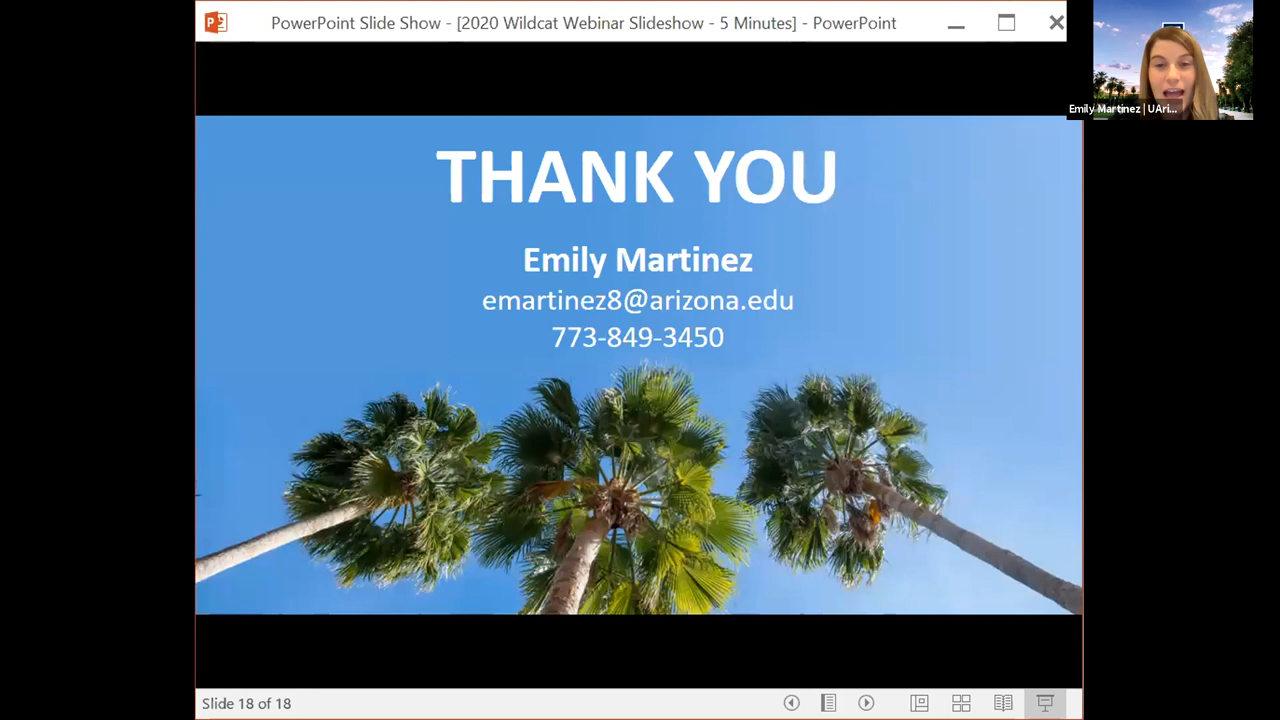 PowerPoint Slide Show - [2020 Wildcat Webinar Slideshow - 5 Minutes] - PowerPoint
Emily Martinez | UAri...
THANK YOU
Emily Martinez
emartinez8@arizona.edu
773-849-3450
Slide 18 of 18